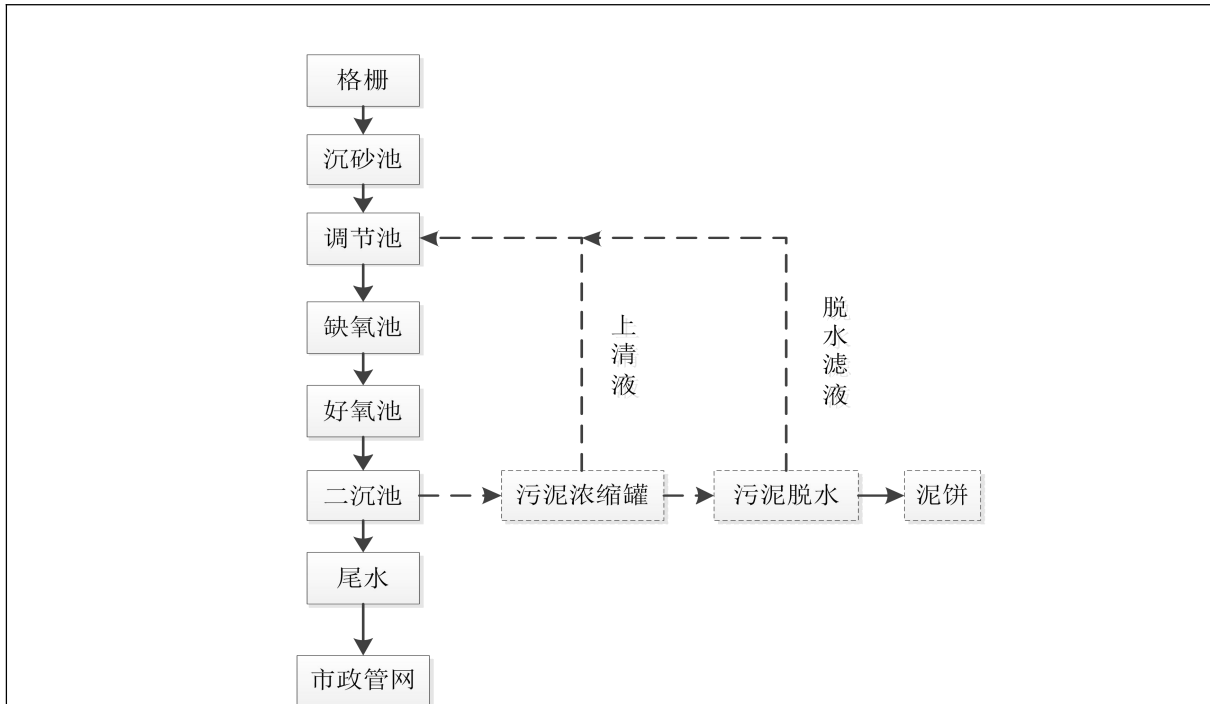 格栅
沉砂池
调节池
缺氧池
上清液
脱水滤液
好氧池
二沉池
污泥浓缩罐
污泥脱水
泥饼
尾水
市政管网